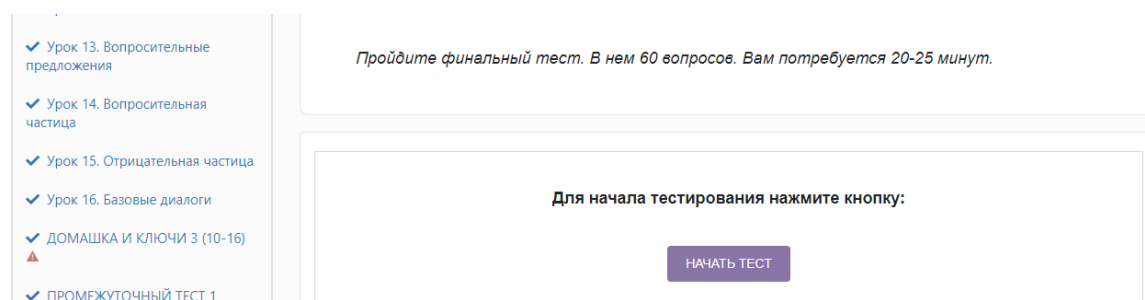 Урок 13. Вопросительные
предложения
Урок 14. Вопросительная
частица
Урок 15. Отрицательная частица
Урок 16. Базовые диалоги
ДОМАШКА И КЛЮЧИ 3 (10-16)
ПРОМЕЖУТОЧНЫЙ ТЕСТ 1
Пройдите финальный тест. В нем 60 вопросов. Вам потребуется 20-25 минут.
Для начала тестирования нажмите кнопку:
НАЧАТЬ ТЕСТ